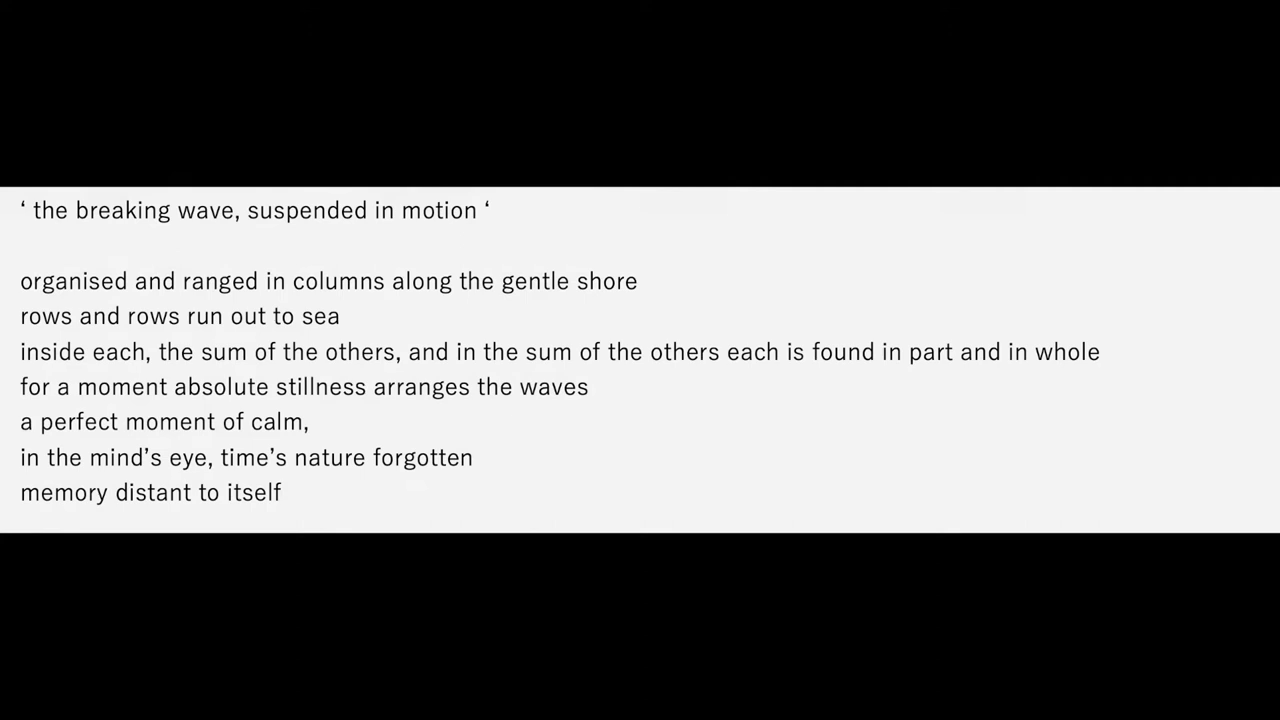 ‘ the breaking wave, suspended in motion ‘
organised and ranged in columns along the gentle shore
rows and rows run out to sea
inside each, the sum of the others, and in the sum of the others each is found in part and in whole
for a moment absolute stillness arranges the waves
a perfect moment of calm,
in the mind’s eye, time’s nature forgotten
memory distant to itself